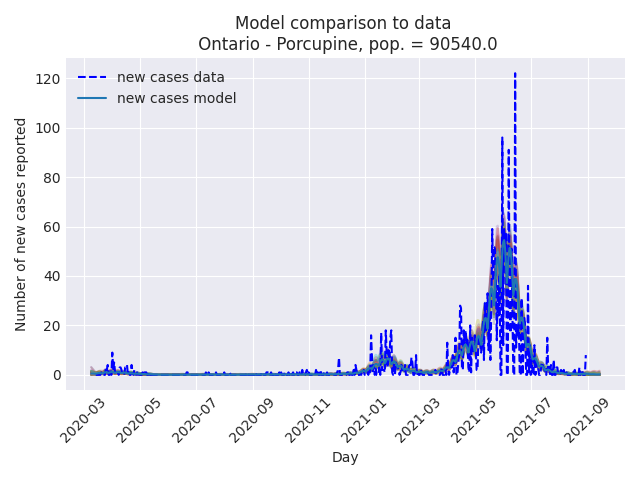 Model comparison to data
Ontario - Porcupine, pop. = 90540.0
new cases data
new cases model
Number of new cases reported
120
100
80
60
40
20
0
2020-03
2020-05
2020-07
2020-09
2020-11
2021-01
2021-03
2021-05
2021-07
2021-09
Day